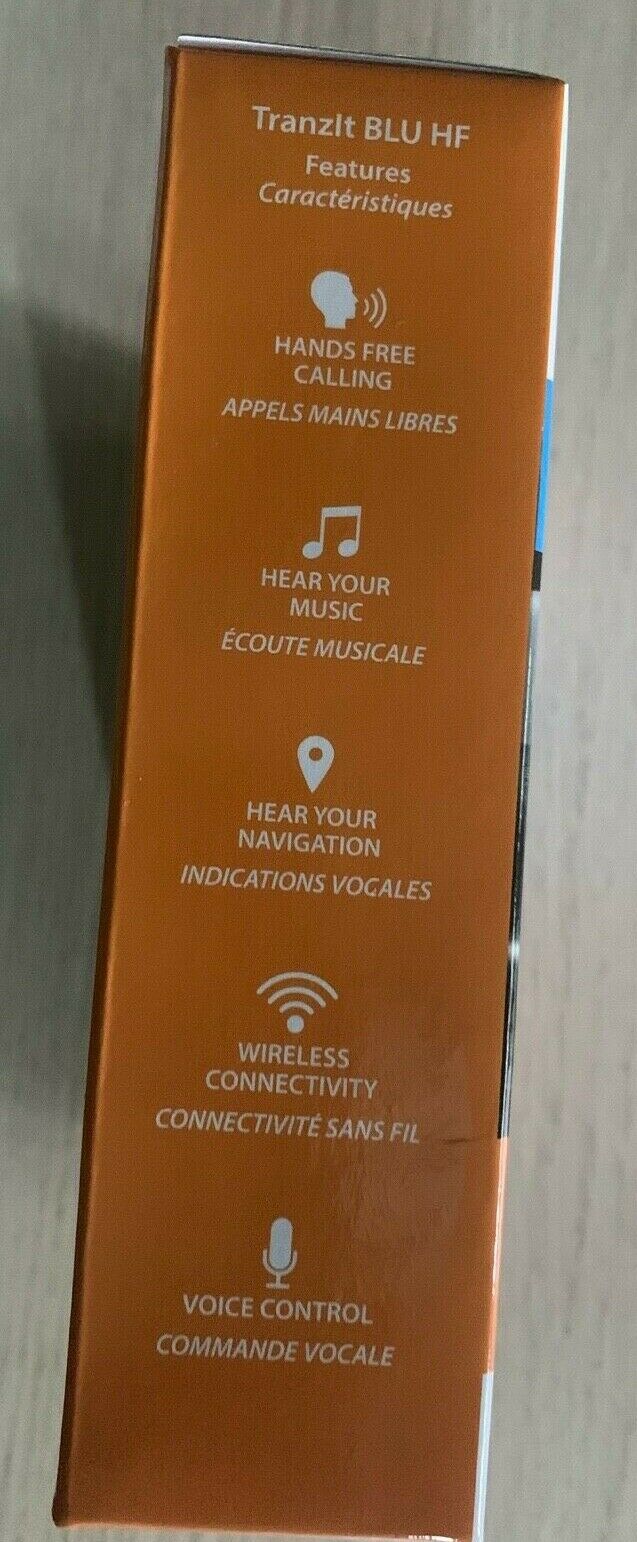 TranzIt BLU HF
Features
Caractéristiques
HANDS FREE
CALLING
APPELS MAINS LIBRES
HEAR YOUR
MUSIC
ÉCOUTE MUSICALE
HEAR YOUR
NAVIGATION
INDICATIONS VOCALES
WIRELESS
CONNECTIVITY
CONNECTIVITÉ SANS FIL
VOICE CONTROL
COMMANDE VOCALE